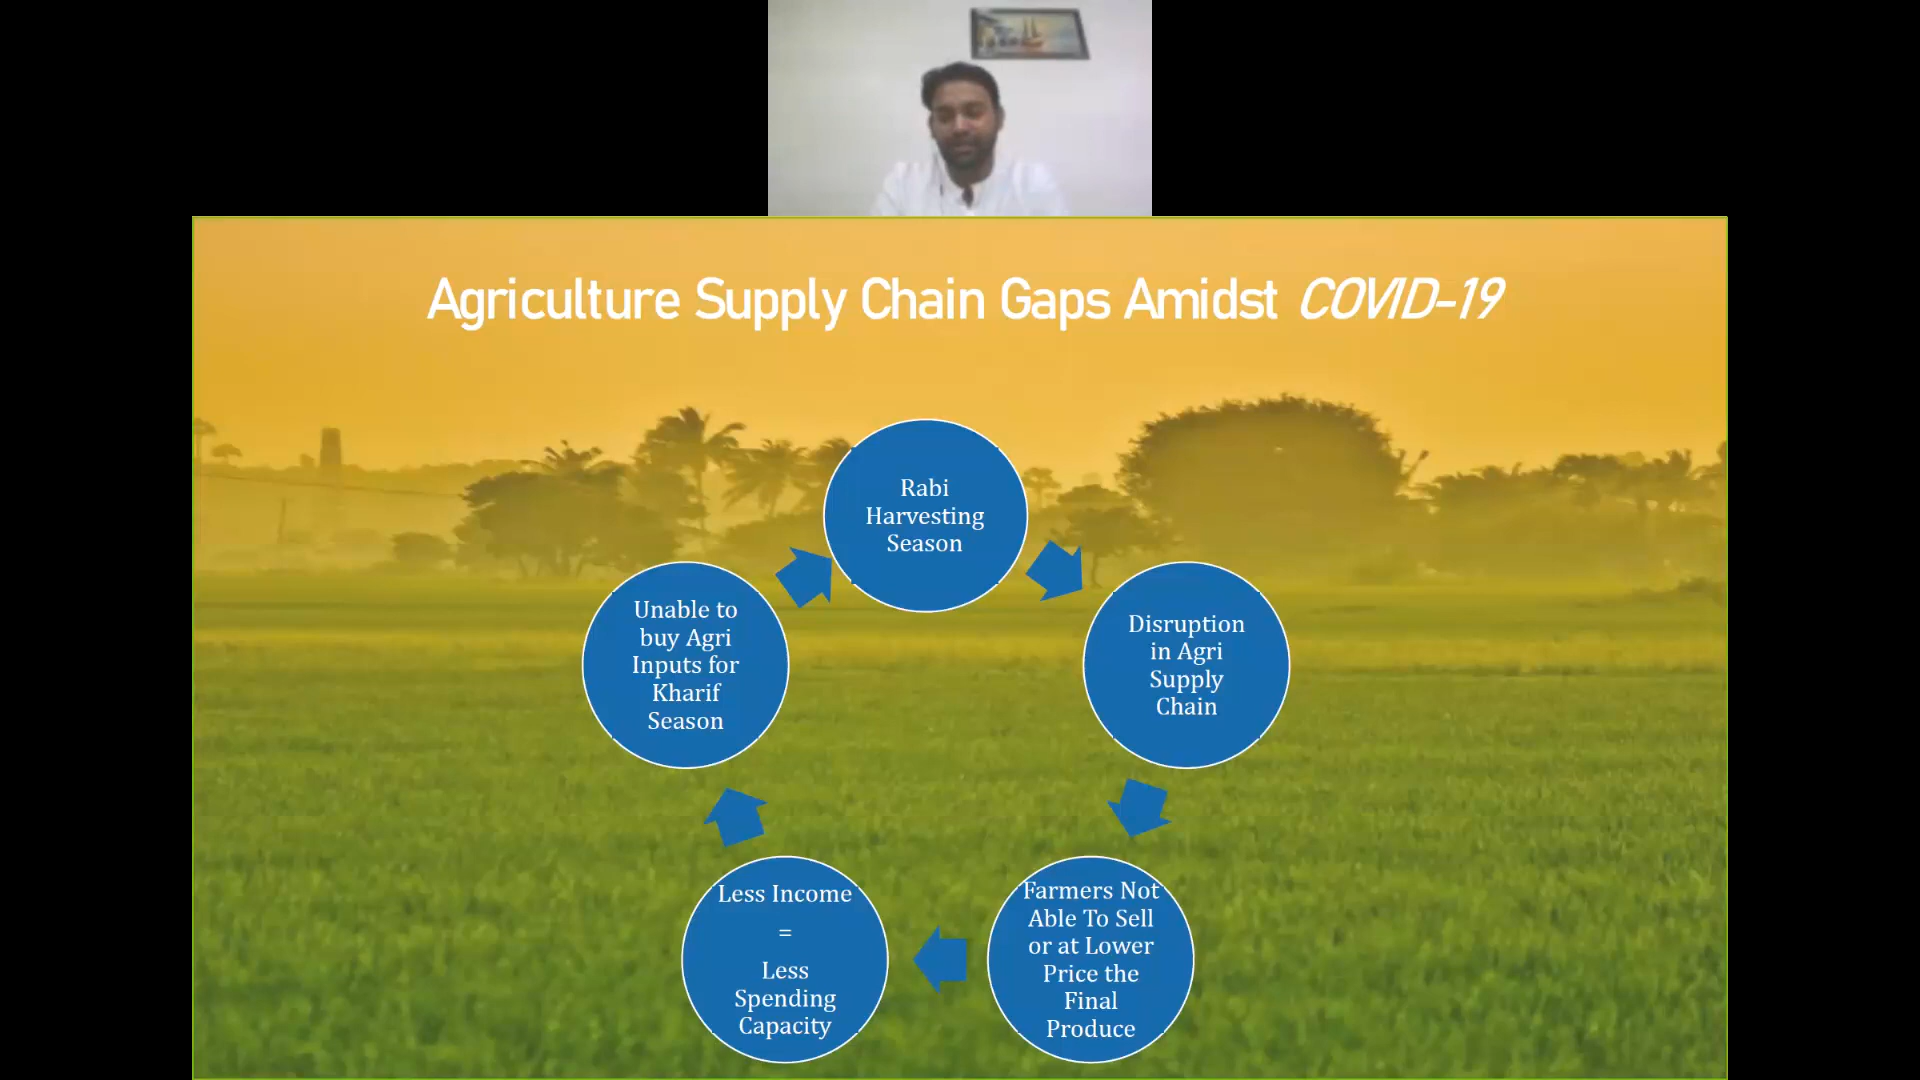 Agriculture Supply Chain Gaps Amidst COVID-19
Rabi
Harvesting
Season
Disruption
in Agri
Supply
Chain
Farmers Not
Able To Sell
or at Lower
Price the
Final
Produce
Less Income
=
Less
Spending
Capacity
Unable to
buy Agri
Inputs for
Kharif
Season